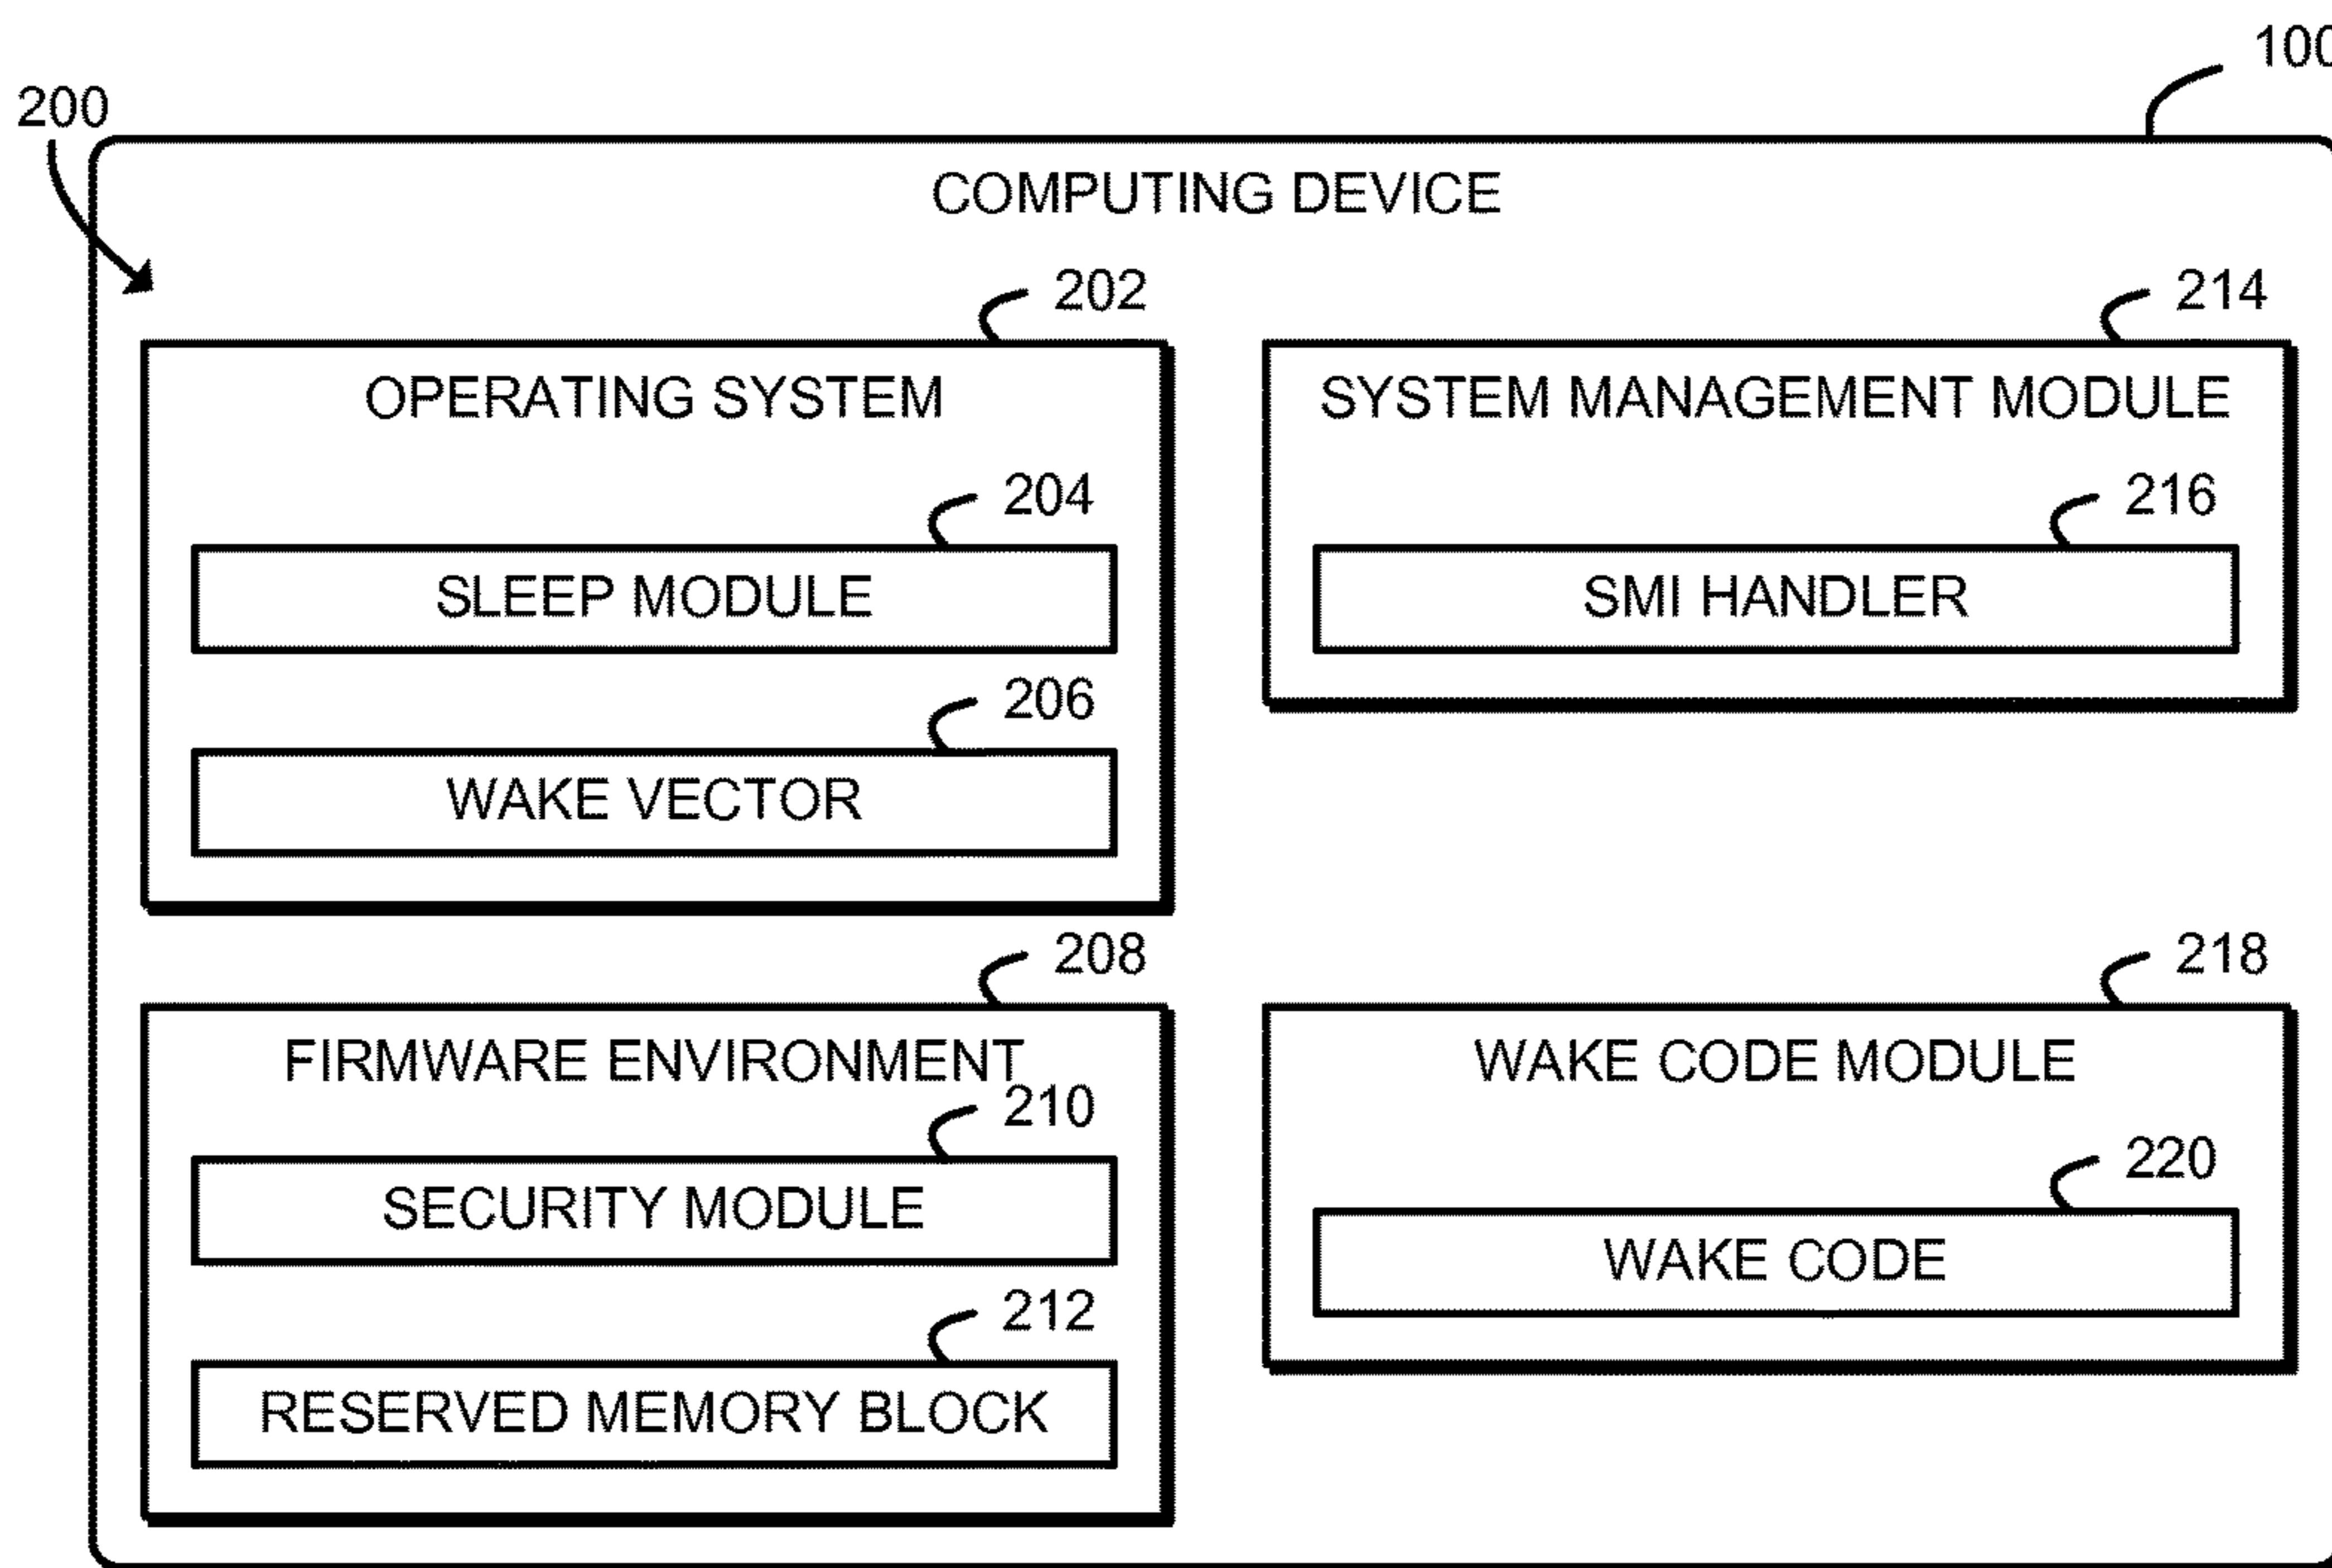 100
200
COMPUTING DEVICE
202
OPERATING SYSTEM
204
SLEEP MODULE
206
WAKE VECTOR
214
SYSTEM MANAGEMENT MODULE
216
SMI HANDLER
208
FIRMWARE ENVIRONMENT
210
SECURITY MODULE
212
RESERVED MEMORY BLOCK
218
WAKE CODE MODULE
220
WAKE CODE